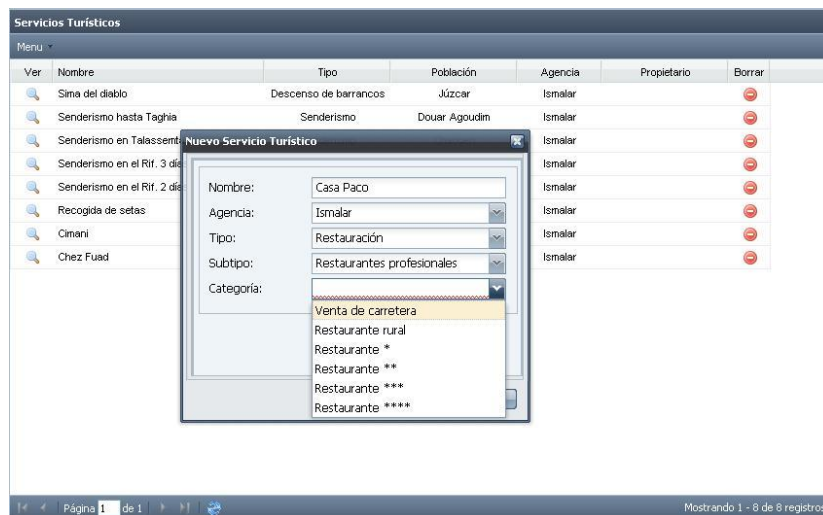 Servicios Turísticos
Menu
Ver Nombre Tipo Población Agencia Propietario Borrar
Sima del diablo Descenso de barrancos Júzcar Ismalar
Senderismo hasta Taghia Senderismo Douar Agoudim Ismalar
Senderismo en Talassemt Ismalar
Senderismo en el Rif. 3 día Ismalar
Senderismo en el Rif. 2 día Ismalar
Recogida de setas Ismalar
Cimani Ismalar
Chez Fuad Ismalar
Nuevo Servicio Turístico
Nombre: Casa Paco
Agencia: Ismalar
Tipo: Restauración
Subtipo: Restaurantes profesionales
Categoría:
Venta de carretera
Restaurante rural
Restaurante *
Restaurante **
Restaurante ***
Restaurante ****
Página 1 de 1 Mostrando 1 - 8 de 8 registros